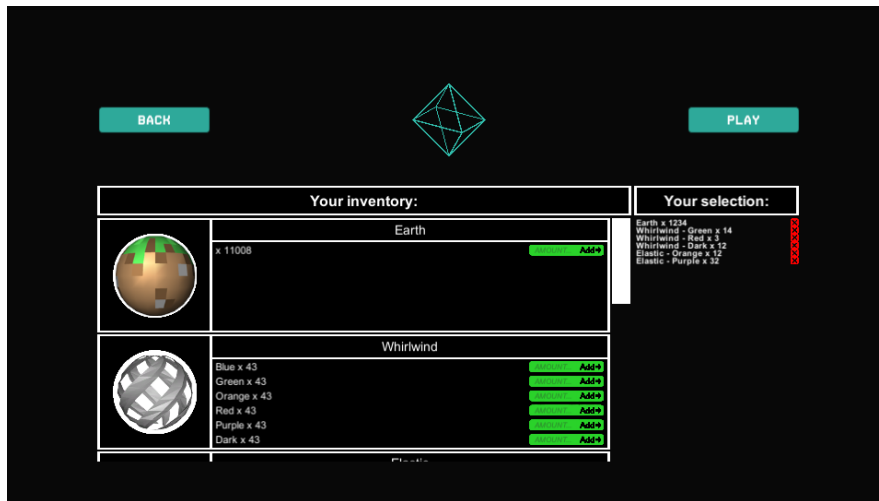 BACK
PLAY
Your inventory:
Your selection:
Earth
x 11008
AMOUNT... Add
Earth x 1234
Whirlwind - Green x 14
Whirlwind - Red x 3
Whirlwind - Dark x 12
Elastic - Orange x 12
Elastic - Purple x 32
Whirlwind
Blue x 43 AMOUNT... Add
Green x 43 AMOUNT... Add
Orange x 43 AMOUNT... Add
Red x 43 AMOUNT... Add
Purple x 43 AMOUNT... Add
Dark x 43 AMOUNT... Add
Elastic